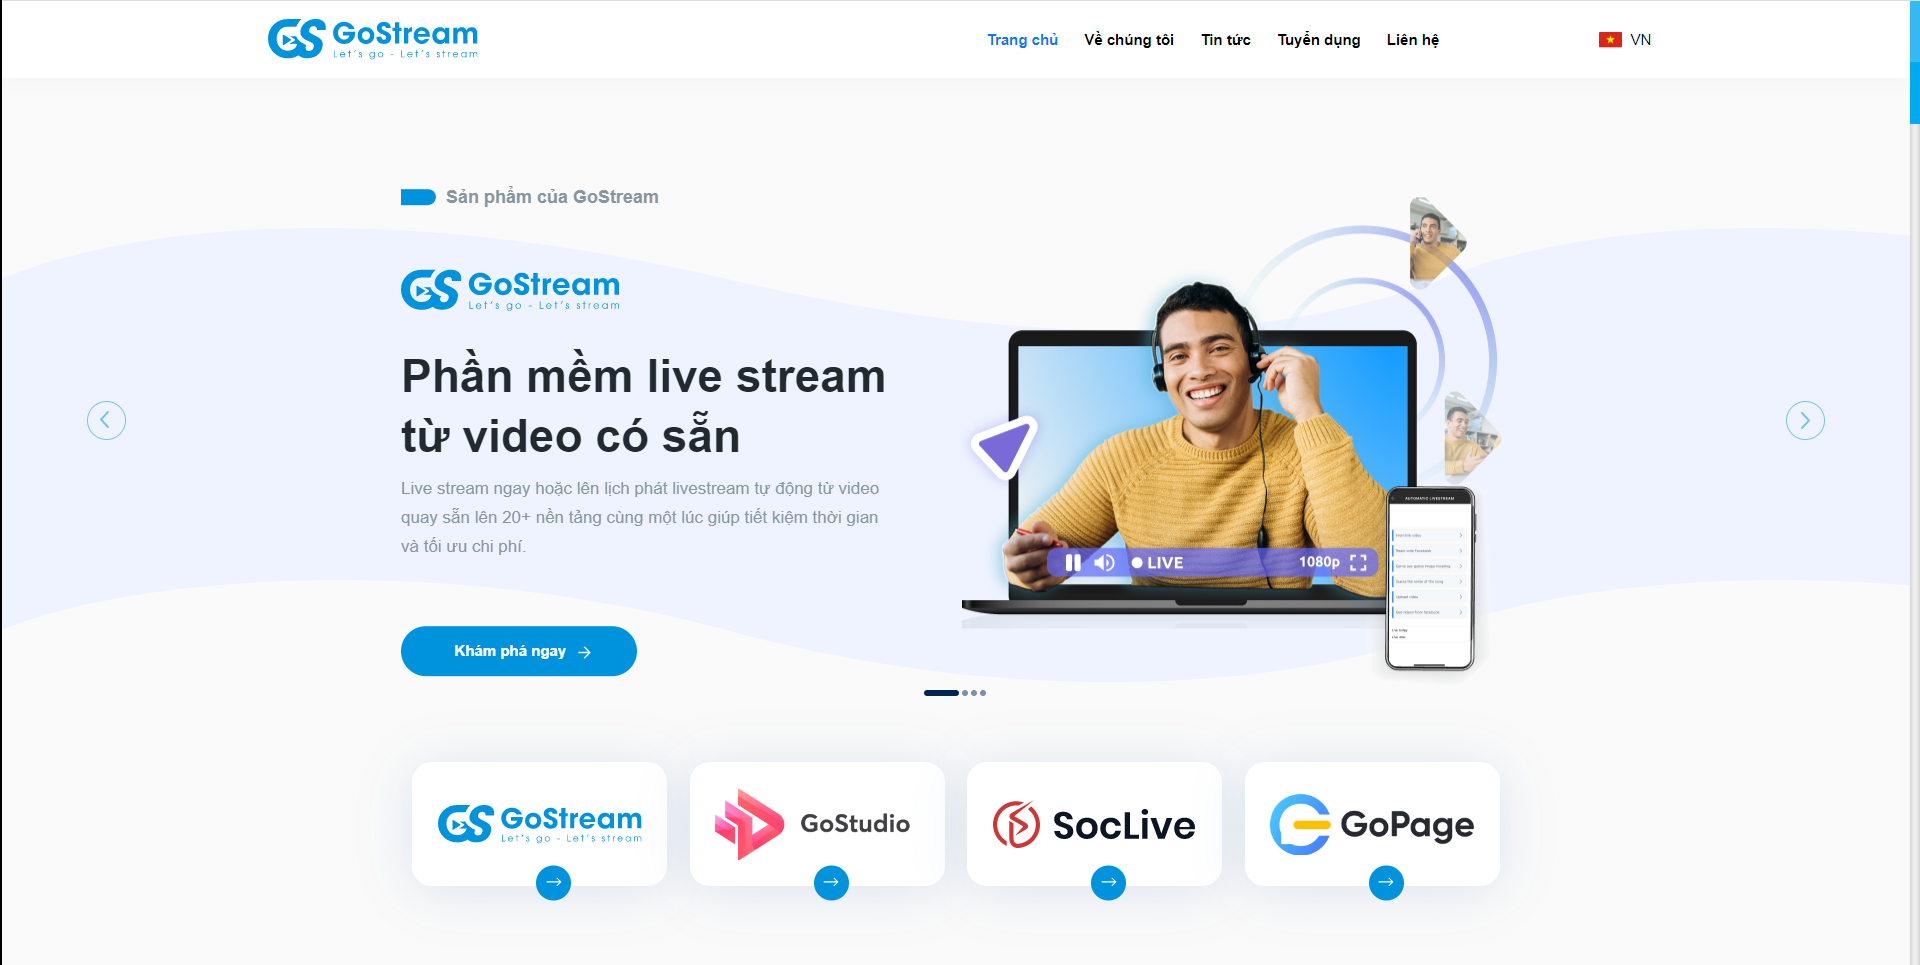 GoStream
Let's go - Let's stream
Trang chủ
Về chúng tôi
Tin tức
Tuyển dụng
Liên hệ
VN
Sản phẩm của GoStream
GoStream
Let's go - Let's stream
Phần mềm live stream
từ video có sẵn
Live stream ngay hoặc lên lịch phát livestream tự động từ video
quay sẵn lên 20+ nền tảng cùng một lúc giúp tiết kiệm thời gian
và tối ưu chi phí.
Khám phá ngay
LIVE
1080p
AUTOMATIC LIVESTREAM
Upload video
GoStream
Let's go - Let's stream
GoStudio
SocLive
GoPage